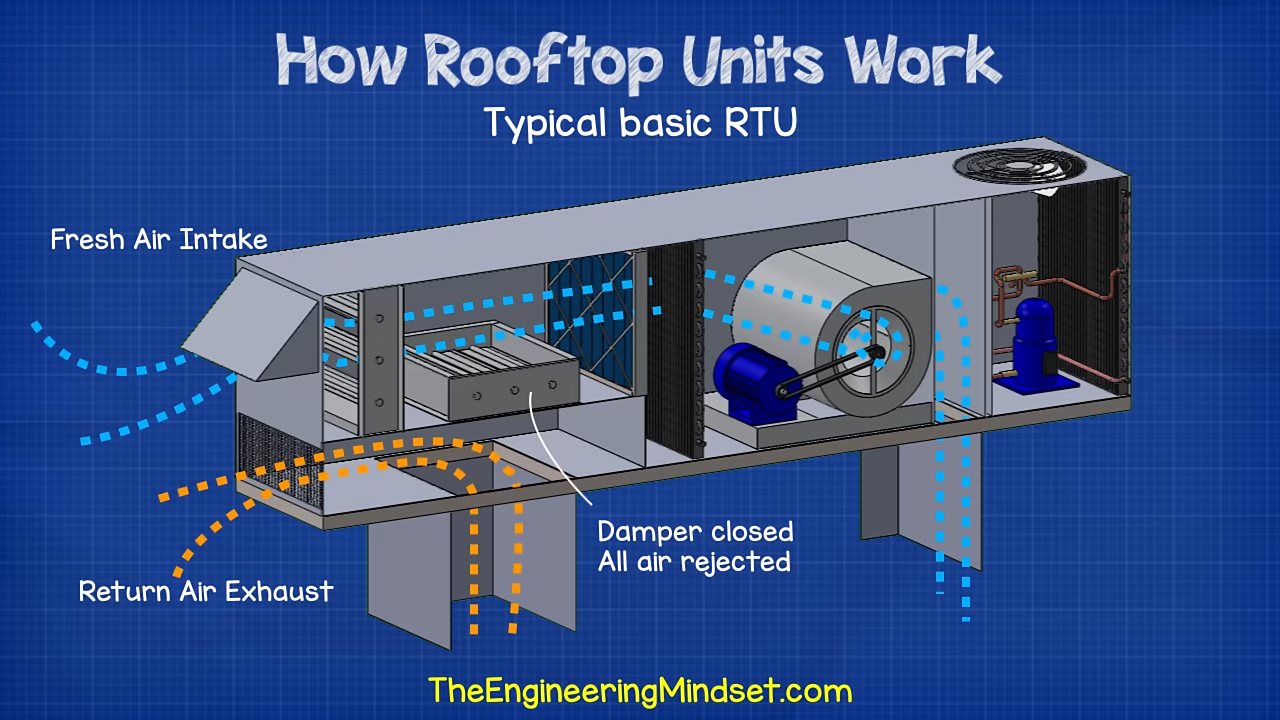 How Rooftop Units Work
Typical basic RTU
Fresh Air Intake
Damper closed
All air rejected
Return Air Exhaust
TheEngineeringMindset.com